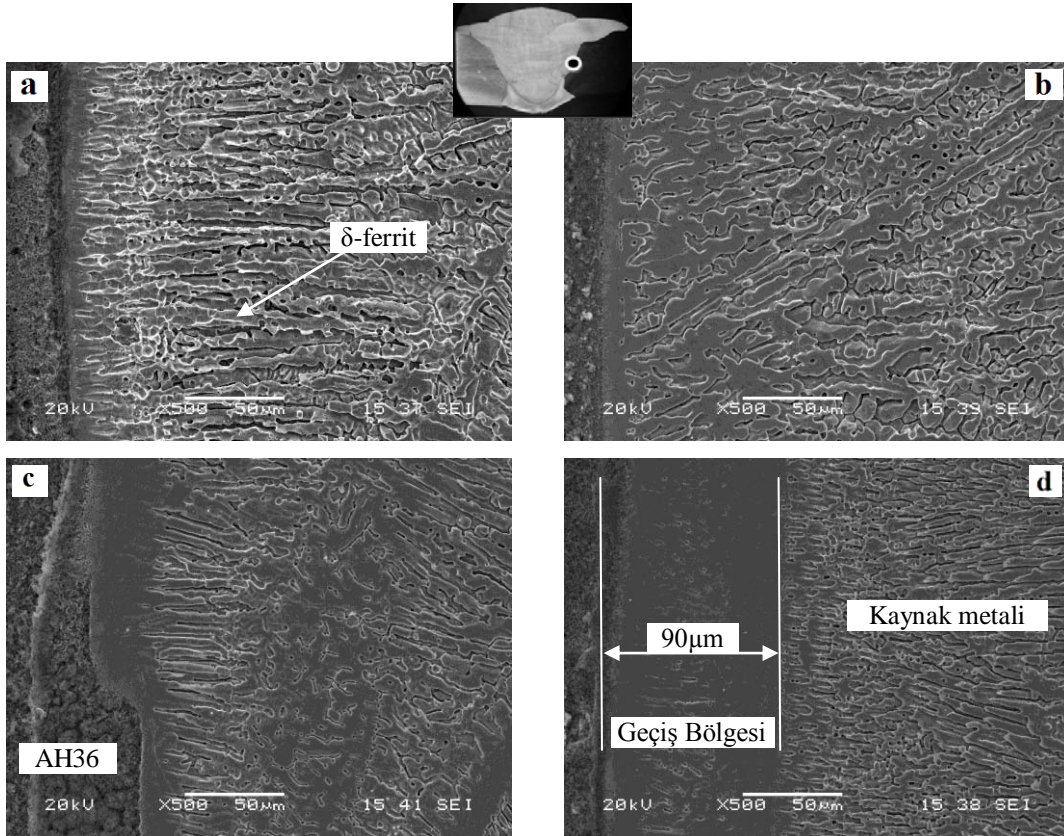 a
δ-ferrit
20kV X500 50μm 15 37 SEI
b
20kV X500 50μm 15 39 SEI
c
AH36
20kV X500 50μm 15 41 SEI
d
Kaynak metali
90μm
Geçiş Bölgesi
20kV X500 50μm 15 38 SEI